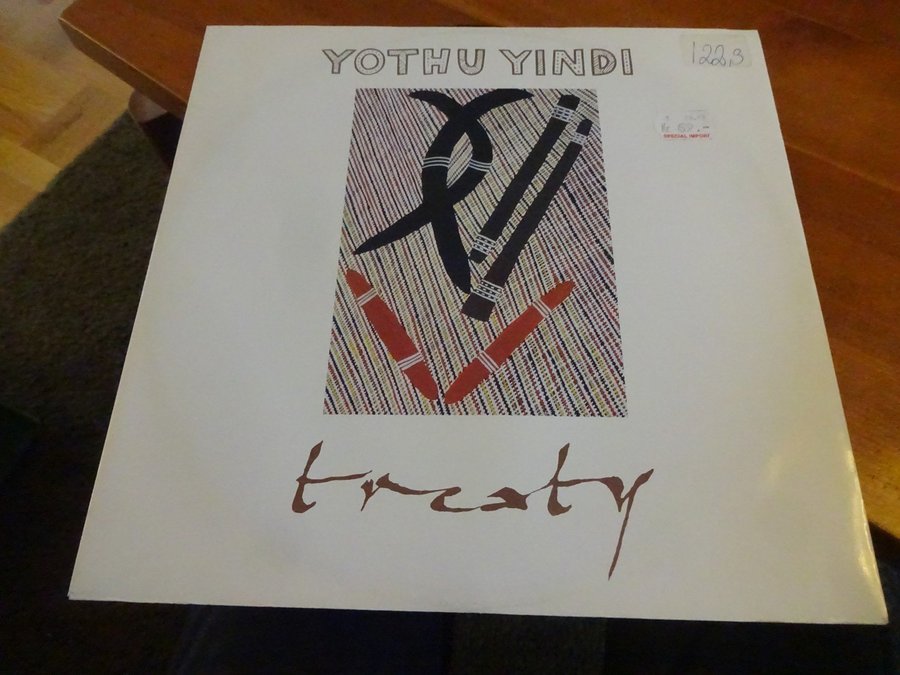 YOTHU YINDI
122,3
SPECIAL IMPORT
treaty